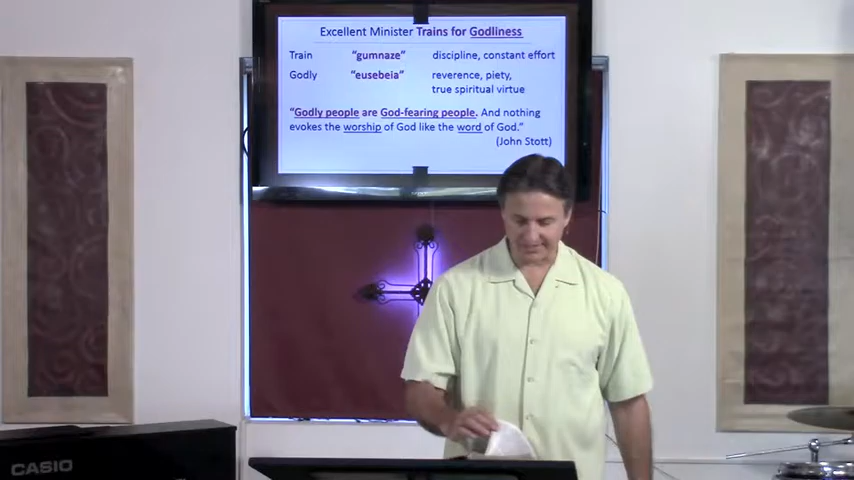 Excellent Minister Trains for Godliness
Train "gumnaze" discipline, constant effort
Godly "eusebeia" reverence, piety,
true spiritual virtue
"Godly people are God-fearing people. And nothing
evokes the worship of God like the word of God."
(John Stott)
CASIO